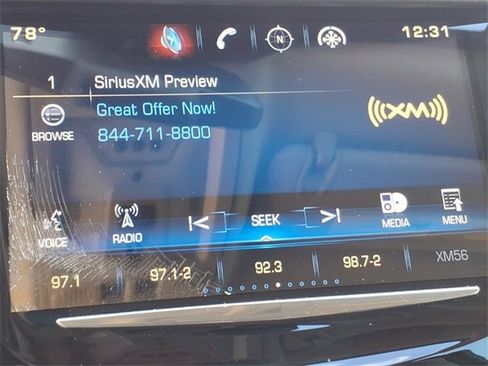 78°
12:31
N
1 SiriusXM Preview
Great Offer Now!
BROWSE
844-711-8800
XM
VOICE RADIO SEEK MEDIA MENU
97.1 97.1-2 92.3 98.7-2 XM56